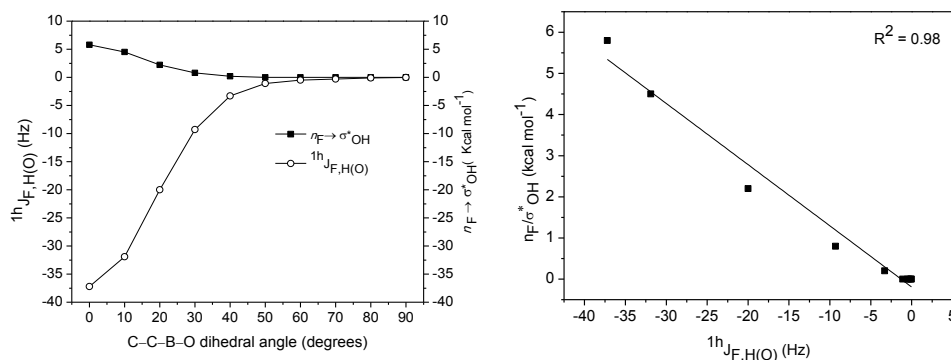 10
5
0
-5
-10
-15
-20
-25
-30
-35
-40
1hJF,H(O) (Hz)
nF→σ*OH
1hJF,H(O)
10
5
0
-5
-10
-15
-20
-25
-30
-35
-40
nF→σ*OH( Kcal mol-1)
0 10 20 30 40 50 60 70 80 90
C–C–B–O dihedral angle (degrees)
R2 = 0.98
6
5
4
3
2
1
0
nF/σ*OH (kcal mol-1)
-40 -35 -30 -25 -20 -15 -10 -5 0 5
1hJF,H(O) (Hz)